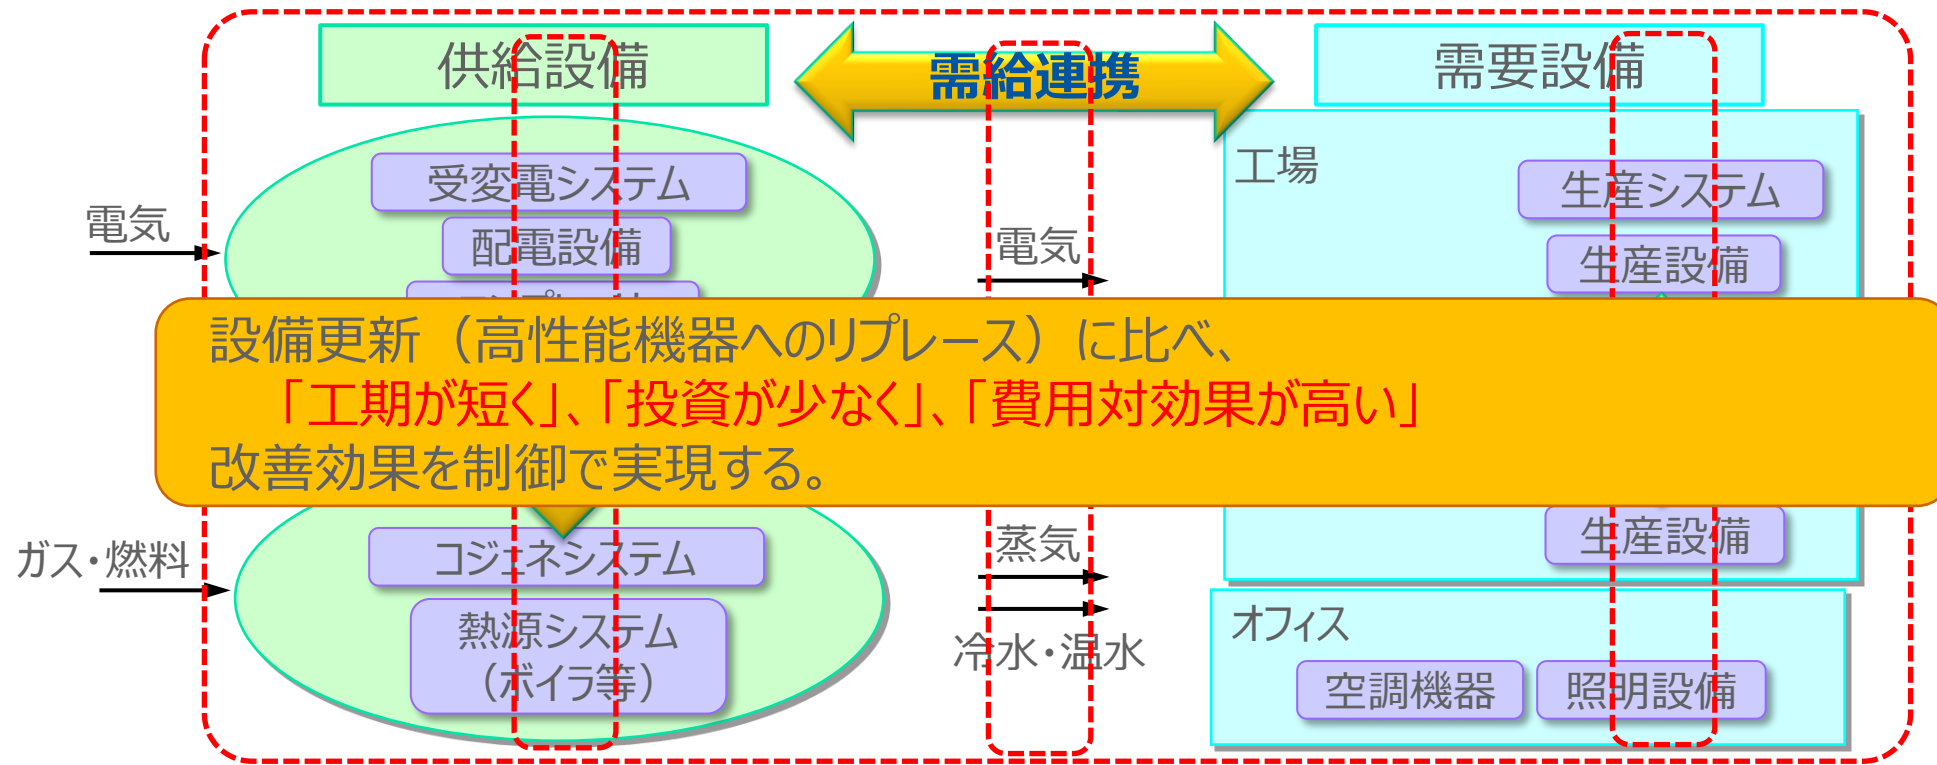 供給設備
需給連携
需要設備
受変電システム
配電設備
電気
電気
工場
生産システム
生産設備
設備更新（高性能機器へのリプレース）に比べ、
「工期が短く」、「投資が少なく」、「費用対効果が高い」
改善効果を制御で実現する。
ガス・燃料
コジェネシステム
熱源システム
（ボイラ等）
蒸気
冷水・温水
生産設備
オフィス
空調機器
照明設備